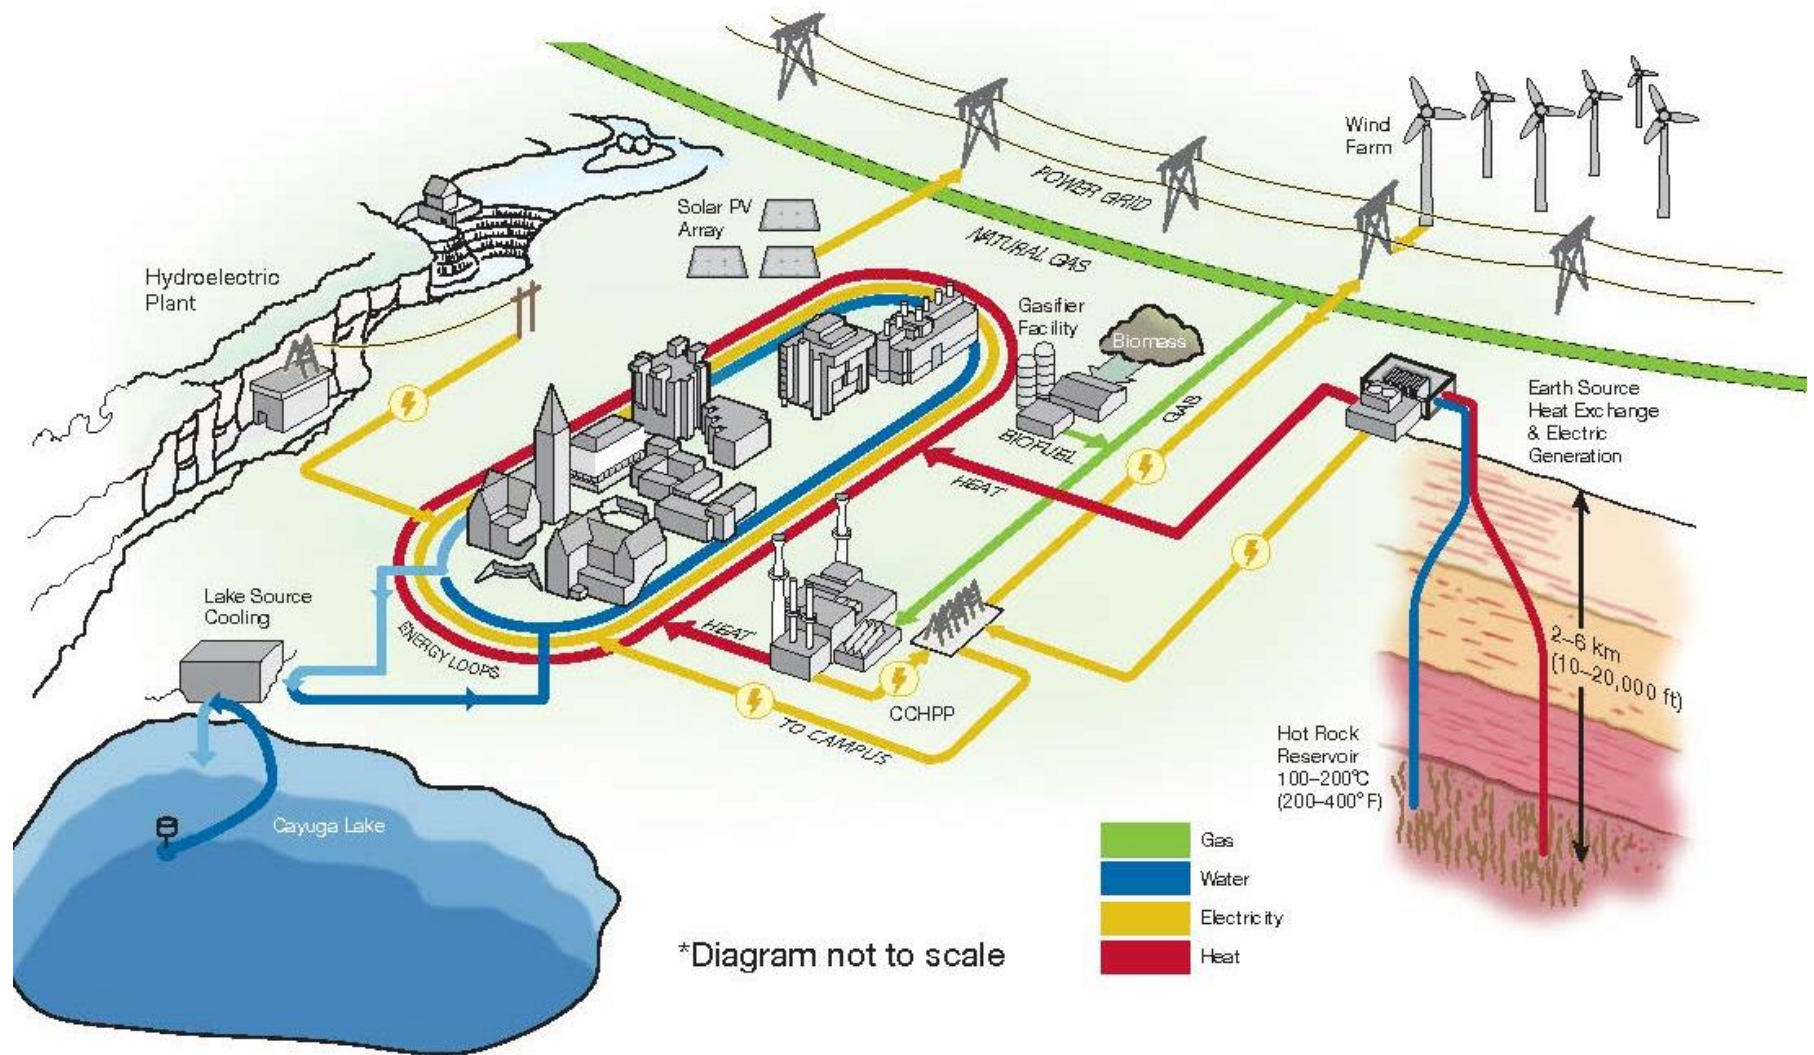 POWER GRID
NATURAL GAS
Wind
Farm
Solar PV
Array
Hydroelectric
Plant
Gasifier
Facility
Biomass
BIOFUEL
GAS
HEAT
Earth Source
Heat Exchange
& Electric
Generation
Lake Source
Cooling
ENERGY LOOPS
HEAT
CCHPP
TO CAMPUS
2–6 km
(10–20,000 ft)
Hot Rock
Reservoir
100–200°C
(200–400°F)
Cayuga Lake
Gas
Water
Electricity
Heat
*Diagram not to scale